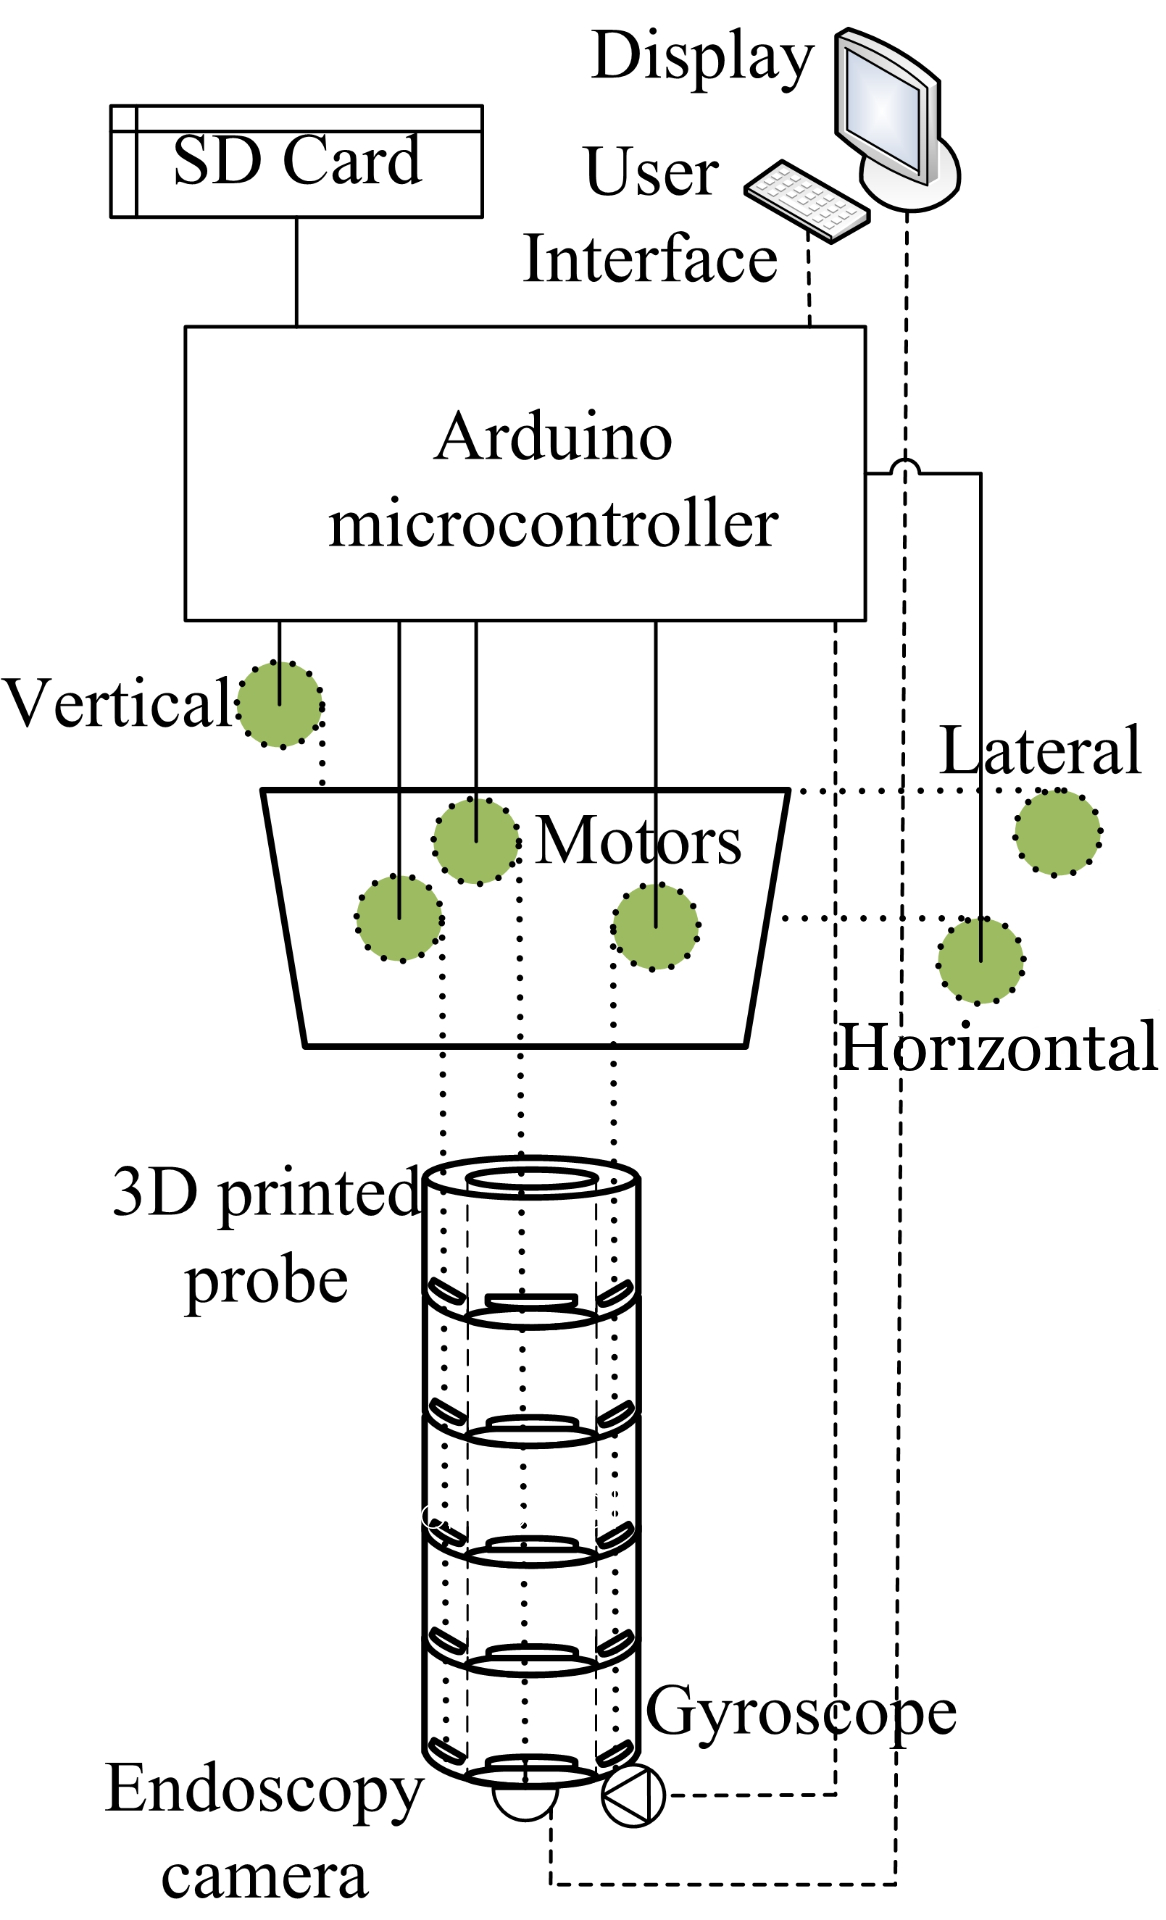 Display
SD Card
User
Interface
Arduino
microcontroller
Vertical
Lateral
Motors
Horizontal
3D printed
probe
Gyroscope
Endoscopy
camera